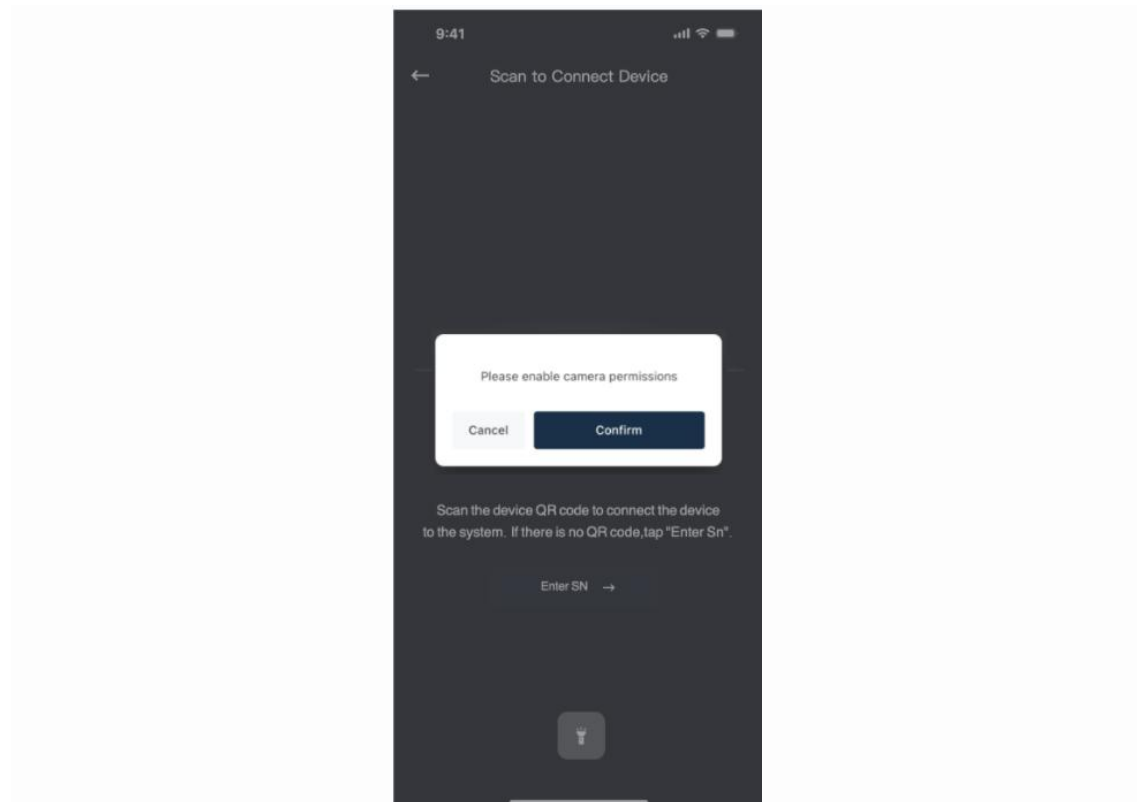 9:41
Scan to Connect Device
Please enable camera permissions
Cancel
Confirm
Scan the device QR code to connect the device
to the system. If there is no QR code,tap "Enter Sn".
Enter SN →